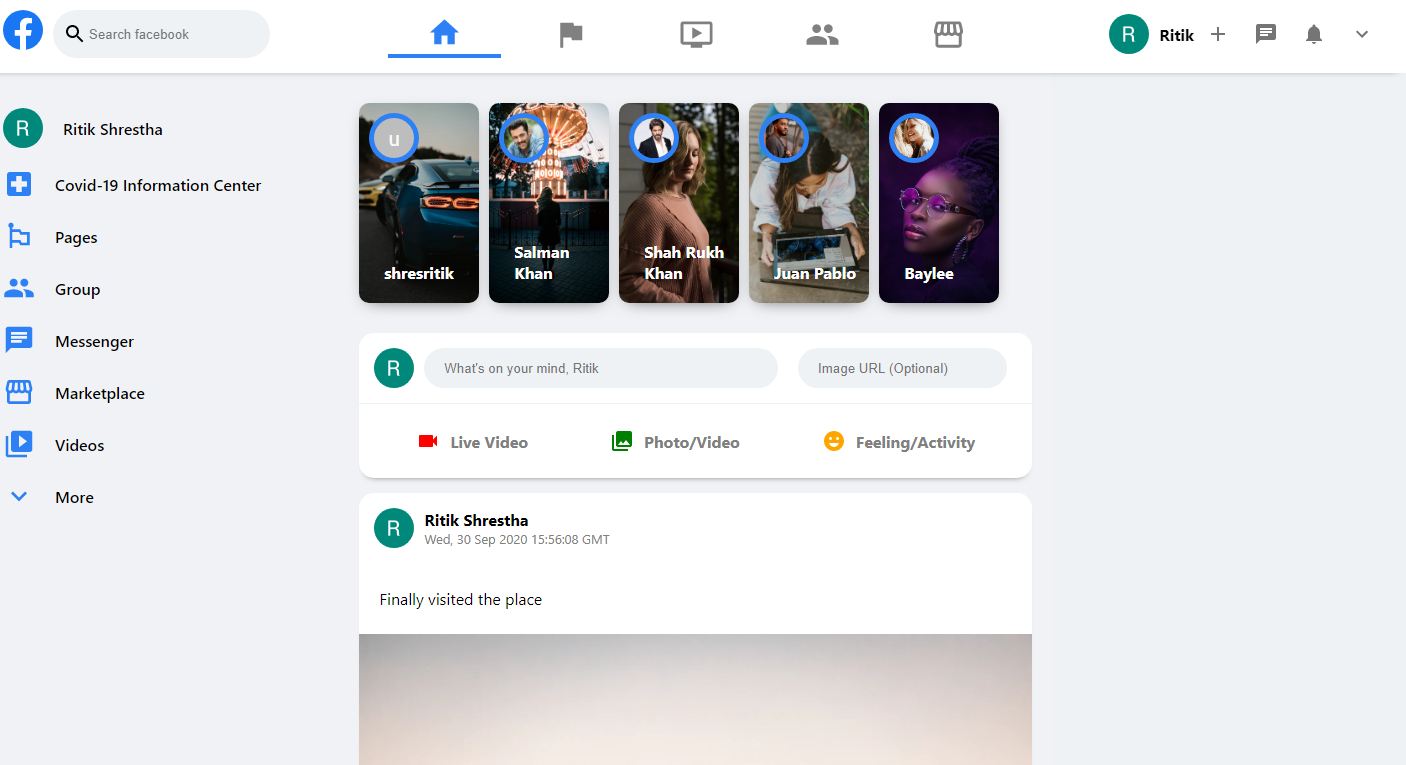 Search facebook
R
Ritik
R
Ritik Shrestha
Covid-19 Information Center
Pages
Group
Messenger
Marketplace
Videos
More
u
shresritik
Salman
Khan
Shah Rukh
Khan
Juan Pablo
Baylee
R
What's on your mind, Ritik
Image URL (Optional)
Live Video
Photo/Video
Feeling/Activity
R
Ritik Shrestha
Wed, 30 Sep 2020 15:56:08 GMT
Finally visited the place